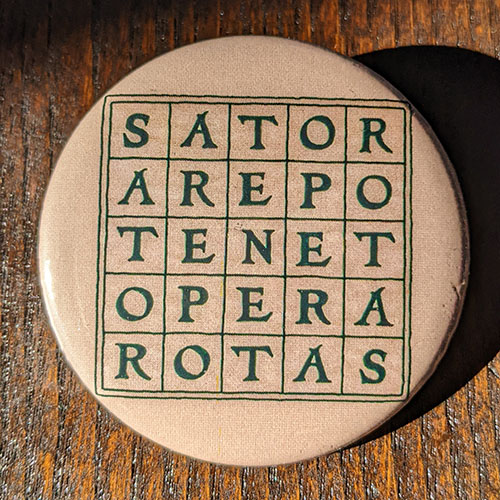 SATOR
AREPO
TENET
OPERA
ROTAS